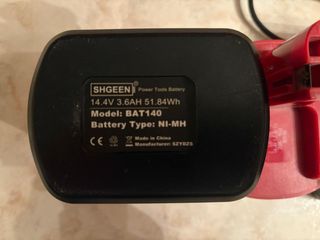 SHGEEN Power Tools Battery
14.4V 3.6AH 51.84Wh
Model: BAT140
Battery Type: NI-MH
Made in China
Manufacturer: SZYDZS